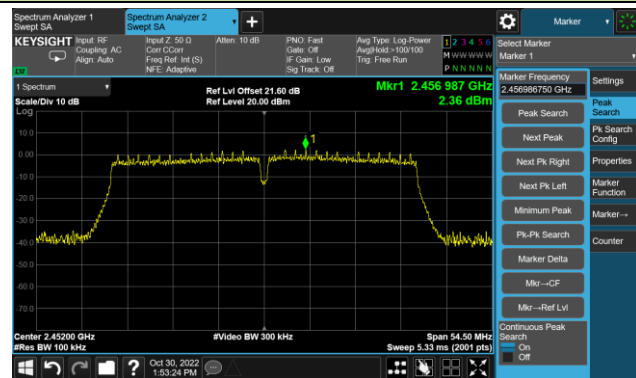 Spectrum Analyzer 1
Swept SA
Spectrum Analyzer 2
Swept SA
+
Marker
KEYSIGHT
Input: RF
Coupling: AC
Align: Auto
Input Z: 50 Ω
Corr CCorr
Freq Ref: Int (S)
NFE: Adaptive
Atten: 10 dB
PNO: Fast
Gate: Off
IF Gain: Low
Sig Track: Off
Avg Type: Log-Power
Avg|Hold:>100/100
Trig: Free Run
1 2 3 4 5 6
M W W W W W
P N N N N N
LW
Select Marker
Marker 1
1 Spectrum
Scale/Div 10 dB
Log
Ref Lvl Offset 21.60 dB
Ref Level 20.00 dBm
Mkr1 2.456 987 GHz
2.36 dBm
10.0
0.00
-10.0
-20.0
-30.0
-40.0
-50.0
-60.0
-70.0
1
Center 2.45200 GHz
#Res BW 100 kHz
#Video BW 300 kHz
Span 54.50 MHz
Sweep 5.33 ms (2001 pts)
Marker Frequency
2.456986750 GHz
Peak Search
Next Peak
Next Pk Right
Next Pk Left
Minimum Peak
Pk-Pk Search
Marker Delta
Mkr→CF
Mkr→Ref Lvl
Continuous Peak
Search
On
Off
Settings
Peak
Search
Pk Search
Config
Properties
Marker
Function
Marker→
Counter
?
Oct 30, 2022
1:53:24 PM